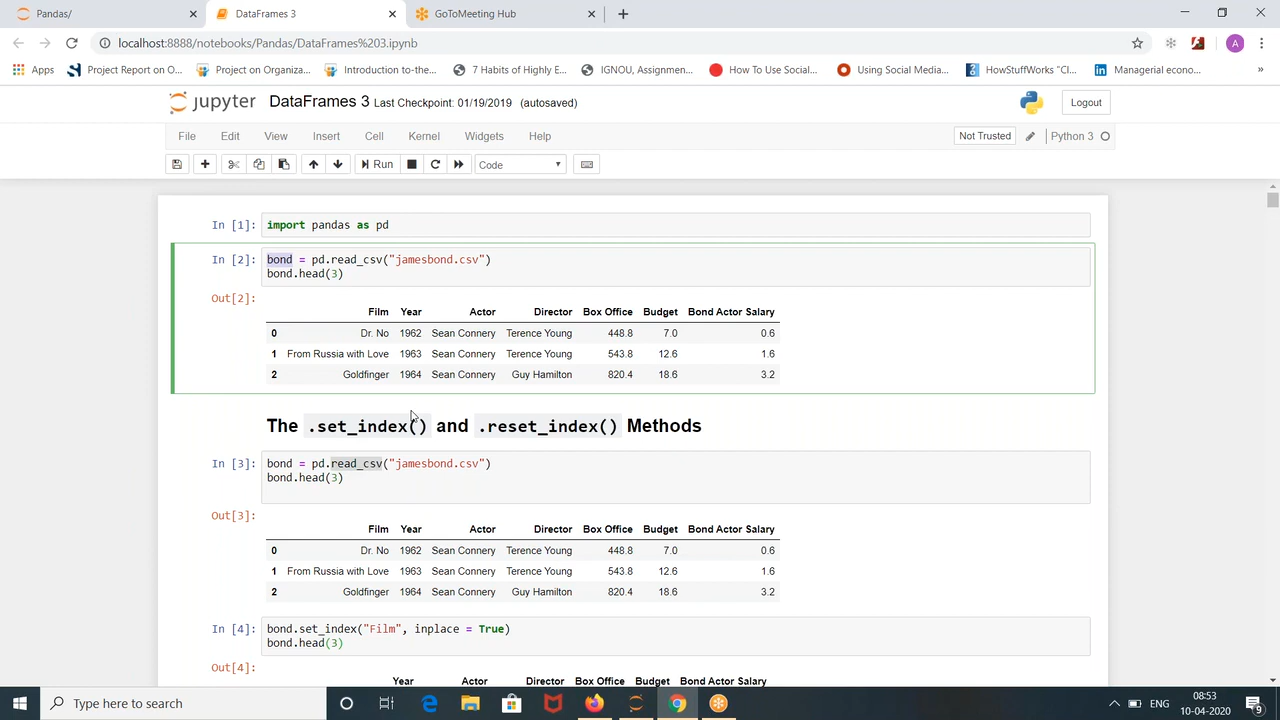 Pandas/
DataFrames 3
GoToMeeting Hub
localhost:8888/notebooks/Pandas/DataFrames%203.ipynb
A
Apps
Project Report on O...
Project on Organiza...
Introduction-to-the...
7 Habits of Highly E...
IGNOU, Assignmen...
How To Use Social...
Using Social Media...
HowStuffWorks "Cl...
Managerial econo...
»
jupyter DataFrames 3 Last Checkpoint: 01/19/2019 (autosaved)
Logout
File Edit View Insert Cell Kernel Widgets Help
Not Trusted
Python 3
Run
Code
In [1]: import pandas as pd
In [2]: bond = pd.read_csv("jamesbond.csv")
bond.head(3)
Out[2]:
Film Year Actor Director Box Office Budget Bond Actor Salary
0 Dr. No 1962 Sean Connery Terence Young 448.8 7.0 0.6
1 From Russia with Love 1963 Sean Connery Terence Young 543.8 12.6 1.6
2 Goldfinger 1964 Sean Connery Guy Hamilton 820.4 18.6 3.2
The .set_index() and .reset_index() Methods
In [3]: bond = pd.read_csv("jamesbond.csv")
bond.head(3)
Out[3]:
Film Year Actor Director Box Office Budget Bond Actor Salary
0 Dr. No 1962 Sean Connery Terence Young 448.8 7.0 0.6
1 From Russia with Love 1963 Sean Connery Terence Young 543.8 12.6 1.6
2 Goldfinger 1964 Sean Connery Guy Hamilton 820.4 18.6 3.2
In [4]: bond.set_index("Film", inplace = True)
bond.head(3)
Out[4]:
Year Actor Director Box Office Budget Bond Actor Salary
Type here to search
ENG
08:53
10-04-2020
9